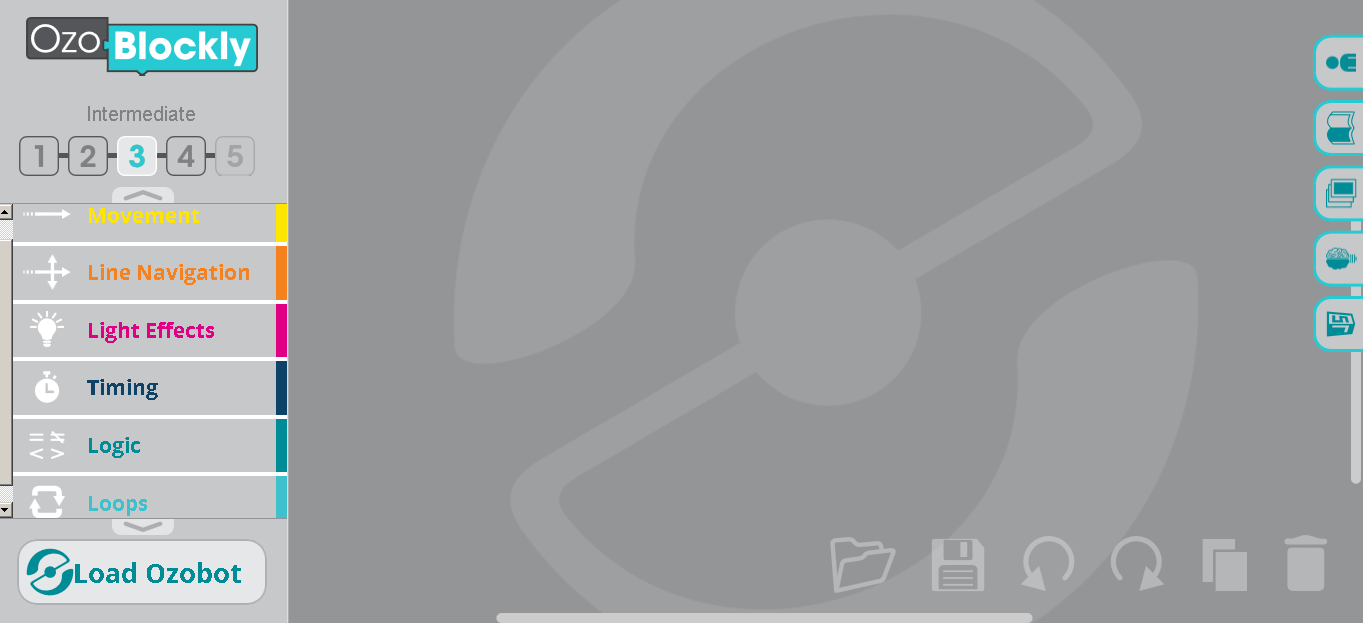 Ozo Blockly
Intermediate
1 2 3 4 5
Movement
Line Navigation
Light Effects
Timing
Logic
Loops
Load Ozobot